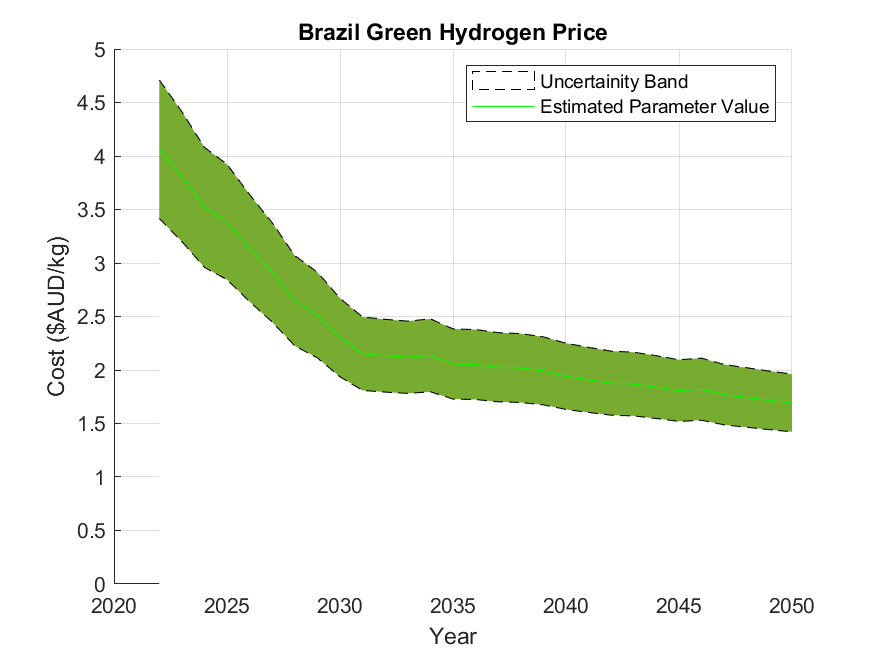 Brazil Green Hydrogen Price
5
4.5
4
3.5
3
2.5
2
1.5
1
0.5
0
Cost ($AUD/kg)
Uncertainity Band
Estimated Parameter Value
2020 2025 2030 2035 2040 2045 2050
Year